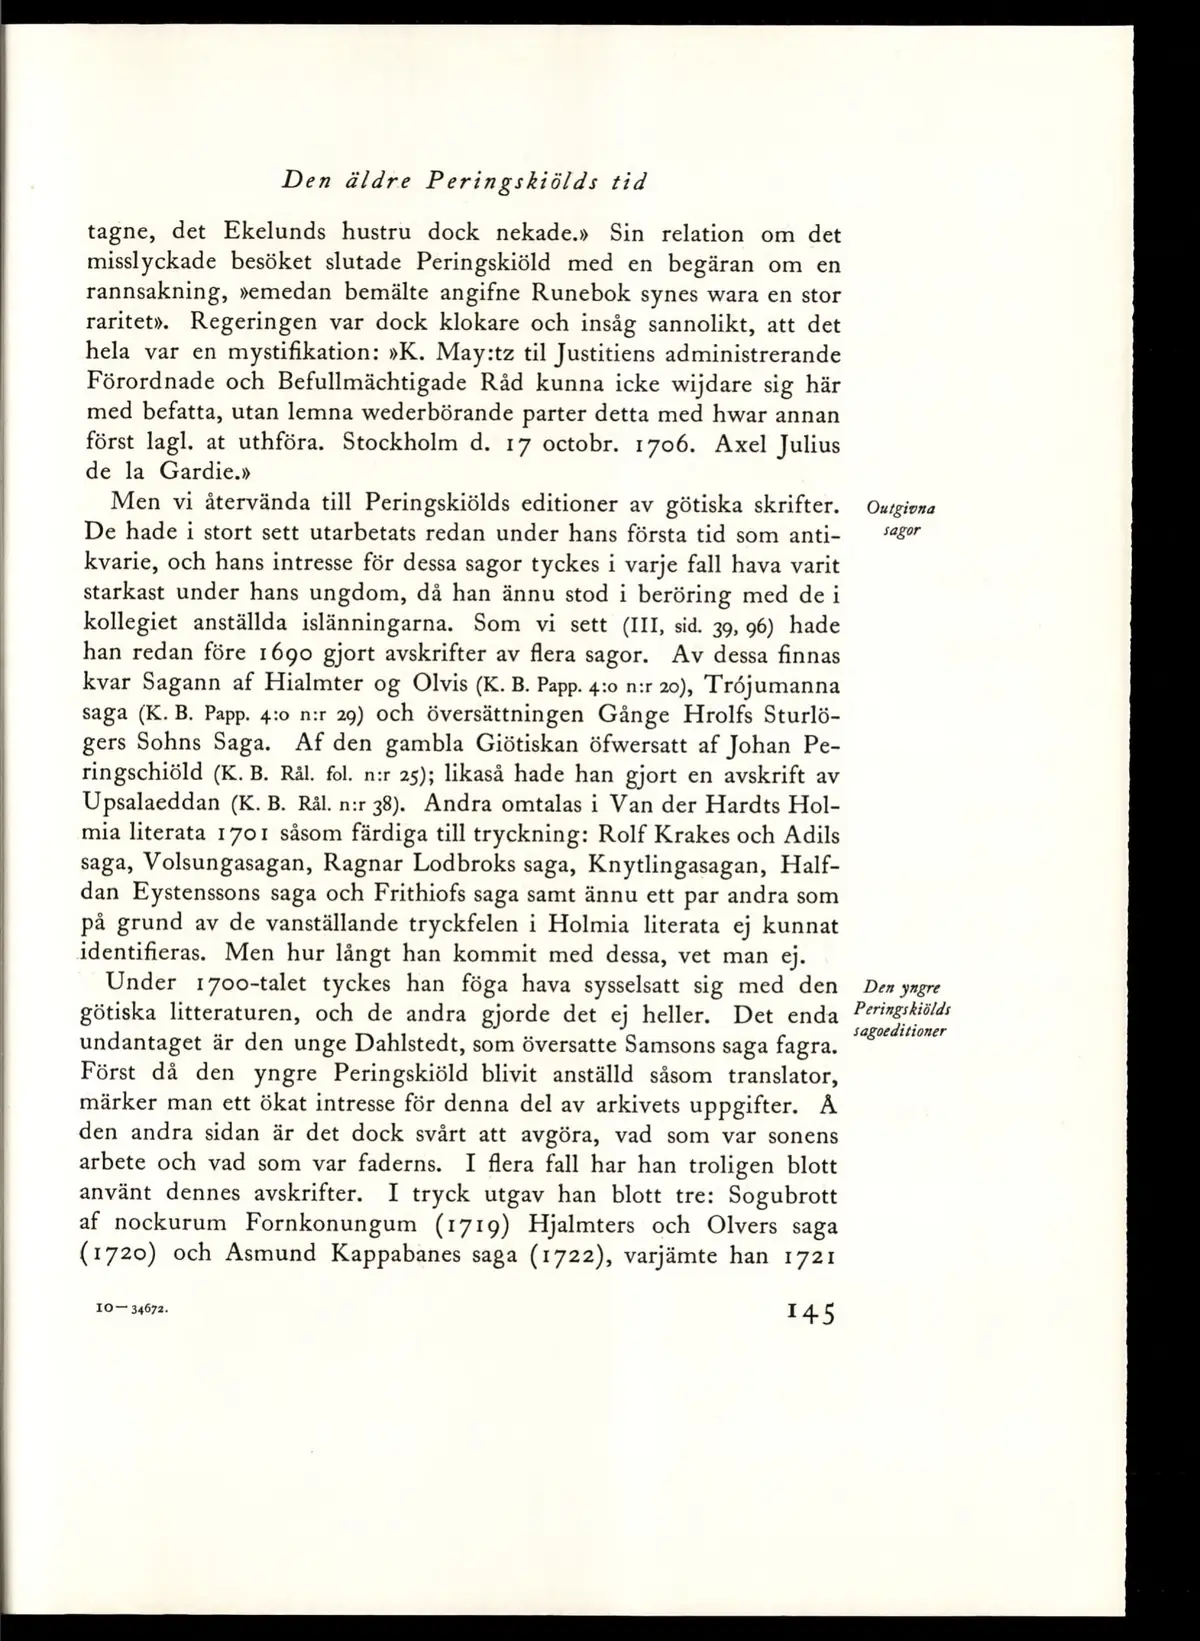 Den äldre Peringskiölds tid
tagne, det Ekelunds hustru dock nekade.» Sin relation om det
misslyckade besöket slutade Peringskiöld med en begäran om en
rannsakning, »emedan bemälte angifne Runebok synes wara en stor
raritet». Regeringen var dock klokare och insåg sannolikt, att det
hela var en mystifikation: »K. May:tz til Justitiens administrerande
Förordnade och Befullmächtigade Råd kunna icke wijdare sig här
med befatta, utan lemna wederbörande parter detta med hwar annan
först lagl. at uthföra. Stockholm d. 17 octobr. 1706. Axel Julius
de la Gardie.»
Men vi återvända till Peringskiölds editioner av götiska skrifter.
Outgivna
De hade i stort sett utarbetats redan under hans första tid som anti-
sagor
kvarie, och hans intresse för dessa sagor tyckes i varje fall hava varit
starkast under hans ungdom, då han ännu stod i beröring med de i
kollegiet anställda islänningarna. Som vi sett (III, sid. 39, 96) hade
han redan före 1690 gjort avskrifter av flera sagor. Av dessa finnas
kvar Sagann af Hialmter og Olvis (K. B. Papp. 4:o n:r 20), Trójumanna
saga (K. B. Papp. 4:o n:r 29) och översättningen Gånge Hrolfs Sturlö-
gers Sohns Saga. Af den gambla Giötiskan öfwersatt af Johan Pe-
ringschiöld (K. B. Rål. fol. n:r 25); likaså hade han gjort en avskrift av
Upsalaeddan (K. B. Rål. n:r 38). Andra omtalas i Van der Hardts Hol-
mia literata 1701 såsom färdiga till tryckning: Rolf Krakes och Adils
saga, Volsungasagan, Ragnar Lodbroks saga, Knytlingasagan, Half-
dan Eystenssons saga och Frithiofs saga samt ännu ett par andra som
på grund av de vanställande tryckfelen i Holmia literata ej kunnat
identifieras. Men hur långt han kommit med dessa, vet man ej.
Under 1700-talet tyckes han föga hava sysselsatt sig med den
Den yngre
götiska litteraturen, och de andra gjorde det ej heller. Det enda
Peringskiölds
undantaget är den unge Dahlstedt, som översatte Samsons saga fagra.
sagoeditioner
Först då den yngre Peringskiöld blivit anställd såsom translator,
märker man ett ökat intresse för denna del av arkivets uppgifter. Å
den andra sidan är det dock svårt att avgöra, vad som var sonens
arbete och vad som var faderns. I flera fall har han troligen blott
använt dennes avskrifter. I tryck utgav han blott tre: Sogubrott
af nockurum Fornkonungum (1719) Hjalmters och Olvers saga
(1720) och Asmund Kappabanes saga (1722), varjämte han 1721
10—34672.
145